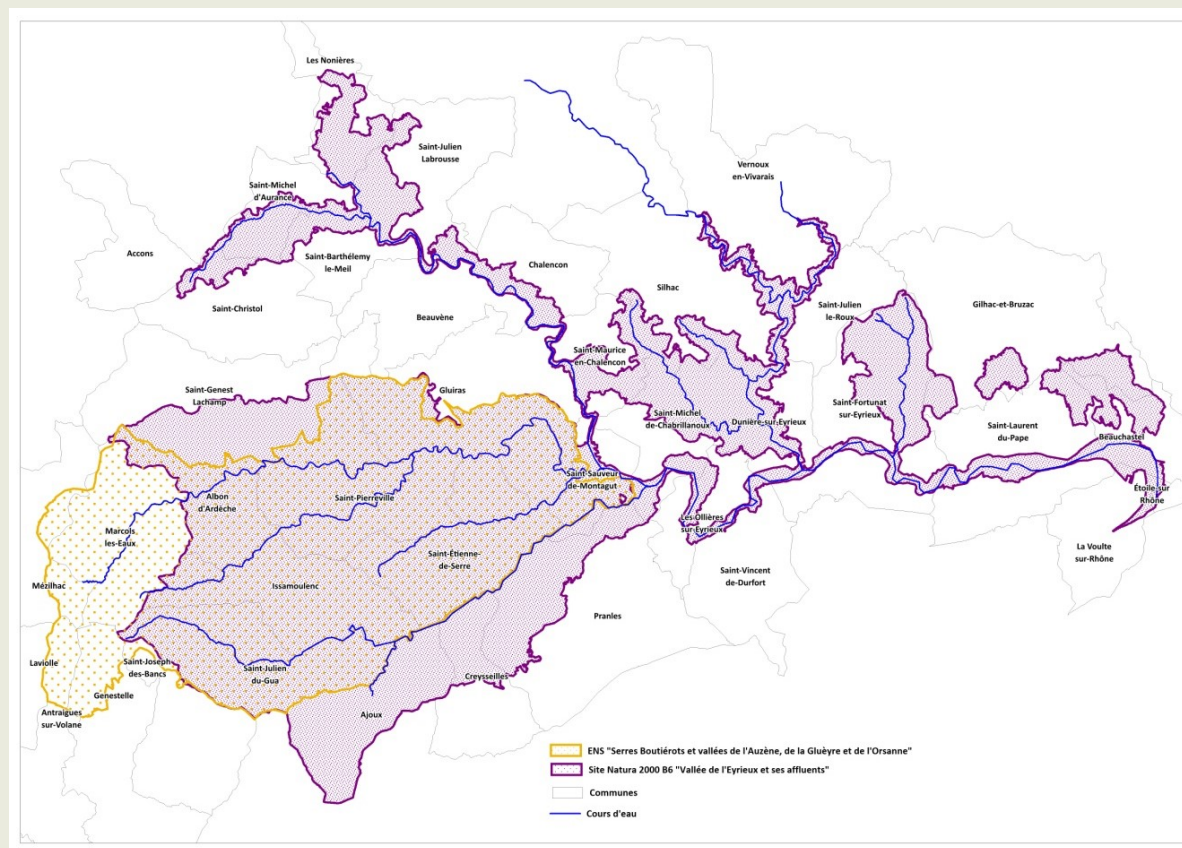 Les Nonières
Saint-Julien
Labrousse
Vernoux
en-Vivarais
Saint-Michel
d'Aurance
Accons
Saint-Barthélemy
le-Meil
Chalencon
Saint-Christol
Beauvène
Silhac
Saint-Julien
le-Roux
Gilhac-et-Bruzac
Saint-Maurice
en-Chalencon
Saint-Genest
Lachamp
Gluiras
Saint-Michel
de-Chabrillanoux
Dunière-sur-Eyrieux
Saint-Fortunat
sur-Eyrieux
Saint-Laurent
du-Pape
Beauchastel
Saint-Sauveur
de-Montagut
Étoile-sur
Rhône
Albon
d'Ardèche
Saint-Pierreville
Les Ollières
sur-Eyrieux
Marcols
les-Eaux
Saint-Étienne-
de-Serre
La Voulte
sur-Rhône
Saint-Vincent
de-Durfort
Mézilhac
Issamoulenc
Pranles
Laviolle
Saint-Joseph
des-Bancs
Saint-Julien
du-Gua
Creysseilles
Genestelle
Antraigues
sur-Volane
Ajoux
ENS "Serres Boutiérots et vallées de l'Auzène, de la Gluèyre et de l'Orsanne"
Site Natura 2000 B6 "Vallée de l'Eyrieux et ses affluents"
Communes
Cours d'eau